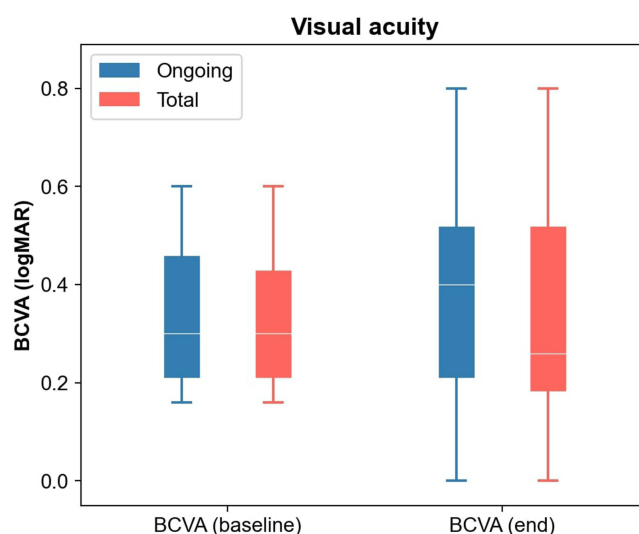 Visual acuity
Ongoing
Total
BCVA (logMAR)
0.8
0.6
0.4
0.2
0.0
BCVA (baseline)
BCVA (end)